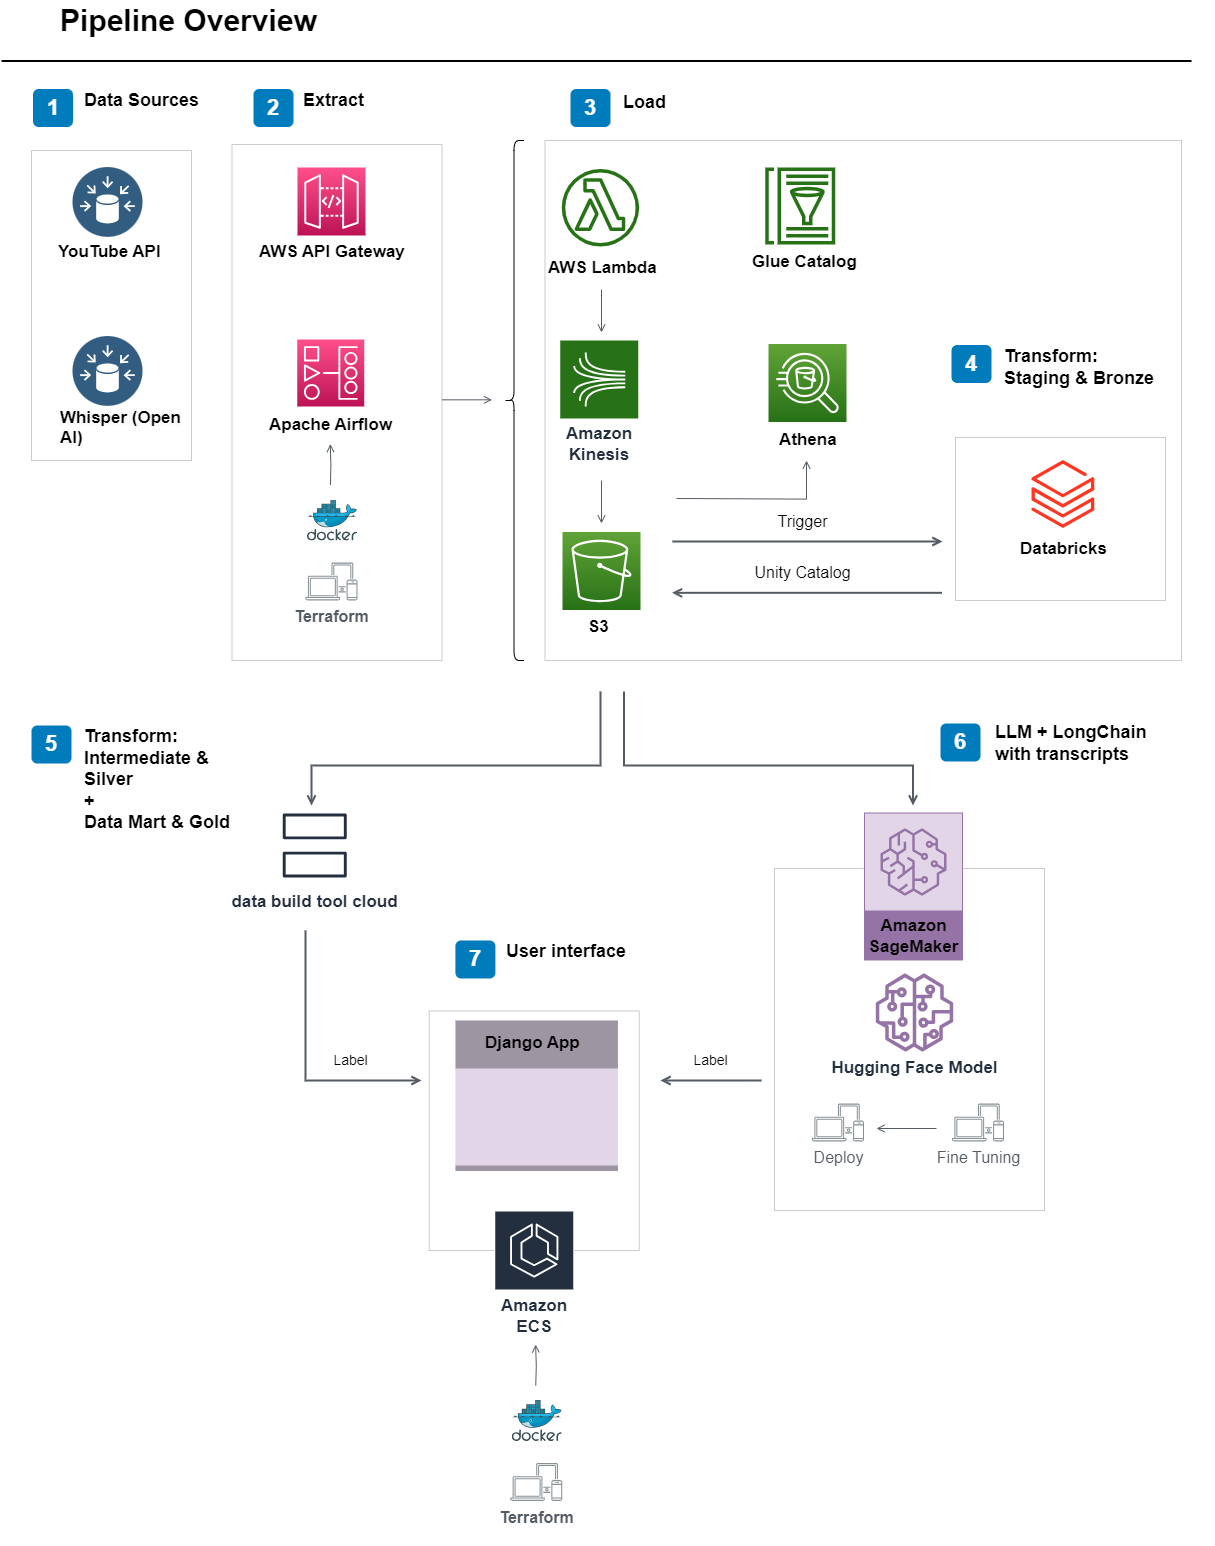 Pipeline Overview
1
Data Sources
2
Extract
3
Load
YouTube API
Whisper (Open
AI)
</>
AWS API Gateway
Apache Airflow
docker
Terraform
AWS Lambda
Glue Catalog
Amazon
Kinesis
Athena
S3
Trigger
Unity Catalog
4
Transform:
Staging & Bronze
Databricks
5
Transform:
Intermediate &
Silver
+
Data Mart & Gold
data build tool cloud
6
LLM + LongChain
with transcripts
Amazon
SageMaker
Hugging Face Model
Deploy
Fine Tuning
7
User interface
Label
Django App
Label
Amazon
ECS
docker
Terraform